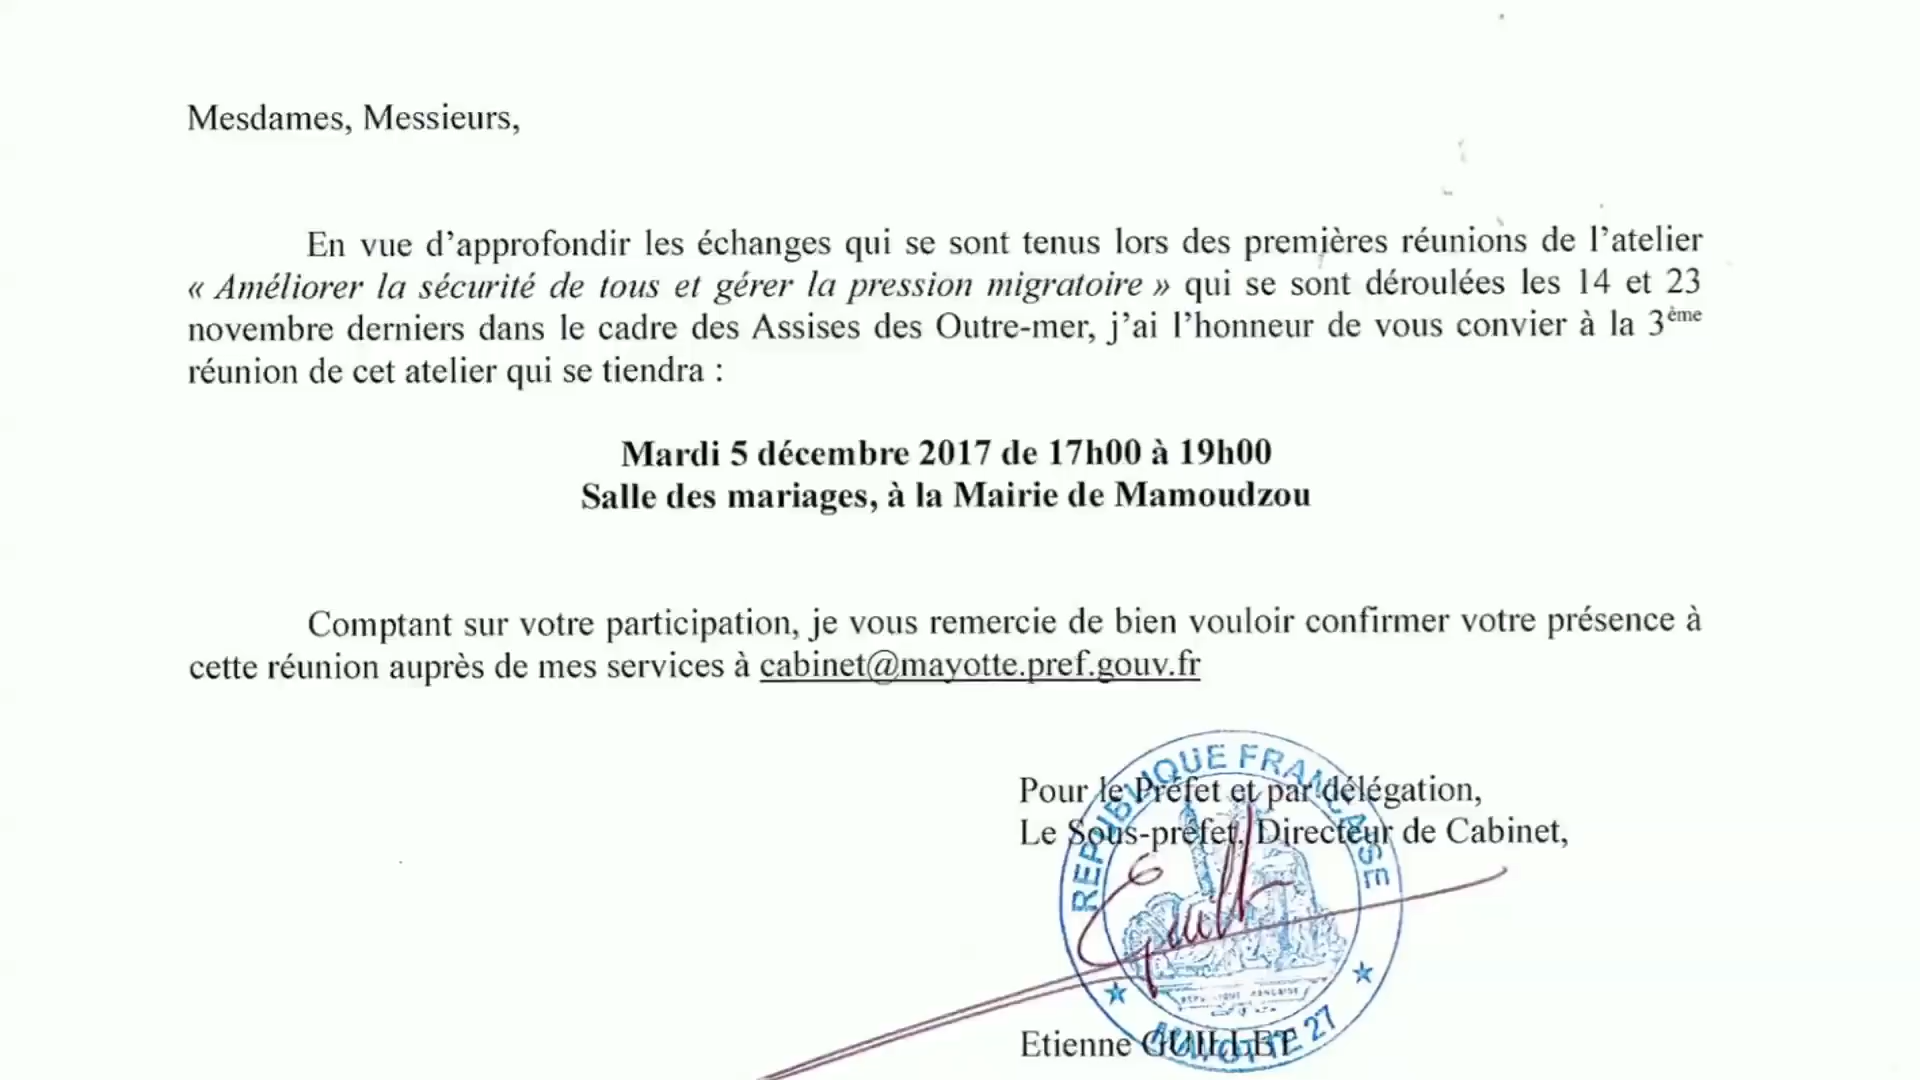 Mesdames, Messieurs,
En vue d'approfondir les échanges qui se sont tenus lors des premières réunions de l'atelier
« Améliorer la sécurité de tous et gérer la pression migratoire » qui se sont déroulées les 14 et 23
novembre derniers dans le cadre des Assises des Outre-mer, j'ai l'honneur de vous convier à la 3ème
réunion de cet atelier qui se tiendra :
Mardi 5 décembre 2017 de 17h00 à 19h00
Salle des mariages, à la Mairie de Mamoudzou
Comptant sur votre participation, je vous remercie de bien vouloir confirmer votre présence à
cette réunion auprès de mes services à cabinet@mayotte.pref.gouv.fr
Pour le Préfet et par délégation,
Le Sous-préfet, Directeur de Cabinet,
REPUBLIQUE FRANCAISE
MAYOTTE 27
Etienne GUILLET